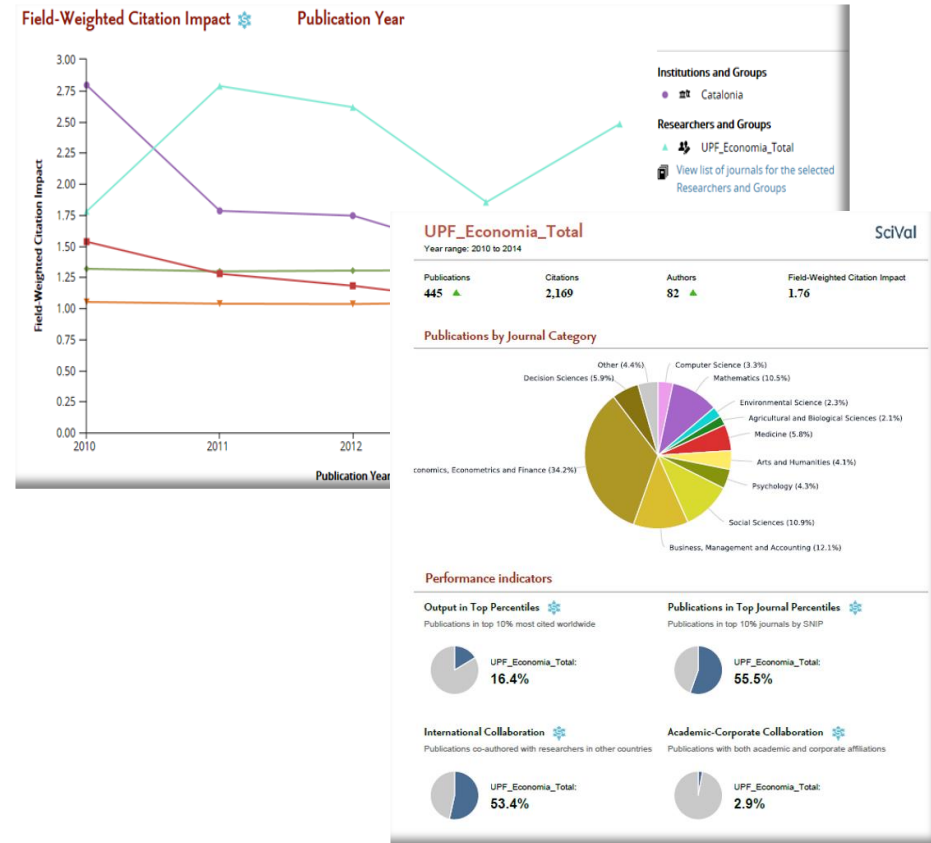 Field-Weighted Citation Impact Publication Year
3.00
2.75
2.50
2.25
2.00
1.75
1.50
1.25
1.00
0.75
0.50
0.25
0.00
Field-Weighted Citation Impact
2010 2011 2012
Publication Year
Institutions and Groups
Catalonia
Researchers and Groups
UPF_Economia_Total
View list of journals for the selected
Researchers and Groups
UPF_Economia_Total SciVal
Year range: 2010 to 2014
Publications Citations Authors Field-Weighted Citation Impact
445 2,169 82 1.76
Publications by Journal Category
Other (4.4%)
Computer Science (3.3%)
Decision Sciences (5.9%)
Mathematics (10.5%)
Environmental Science (2.3%)
Agricultural and Biological Sciences (2.1%)
Medicine (5.8%)
Arts and Humanities (4.1%)
conomics, Econometrics and Finance (34.2%)
Psychology (4.3%)
Social Sciences (10.9%)
Business, Management and Accounting (12.1%)
Performance indicators
Output in Top Percentiles Publications in Top Journal Percentiles
Publications in top 10% most cited worldwide Publications in top 10% journals by SNIP
UPF_Economia_Total: UPF_Economia_Total:
16.4% 55.5%
International Collaboration Academic-Corporate Collaboration
Publications co-authored with researchers in other countries Publications with both academic and corporate affiliations
UPF_Economia_Total: UPF_Economia_Total:
53.4% 2.9%